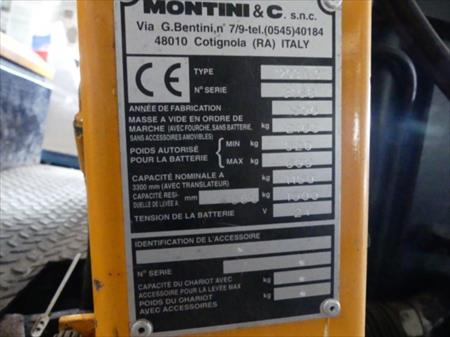 MONTINI & C. s.n.c.
Via G.Bentini,n° 7/9-tel.(0545)40184
48010 Cotignola (RA) ITALY
CE
TYPE
N° SERIE
ANNÉE DE FABRICATION
MASSE A VIDE EN ORDRE DE
MARCHE (AVEC FOURCHE, SANS BATTERIE, kg
SANS ACCESSOIRES AMOVIBLES)
POIDS AUTORISÉ MIN kg
POUR LA BATTERIE MAX kg
CAPACITÉ NOMINALE A kg 1150
3300 mm (AVEC TRANSLATEUR)
CAPACITÉ RESI- mm kg
DUELLE DE LEVÉE A
TENSION DE LA BATTERIE V 24
IDENTIFICATION DE L'ACCESSOIRE
N° SERIE
CAPACITÉ DU CHARIOT AVEC kg
ACCESSOIRE POUR LA LEVÉE MAX
POIDS DU CHARIOT kg
AVEC ACCESSOIRES